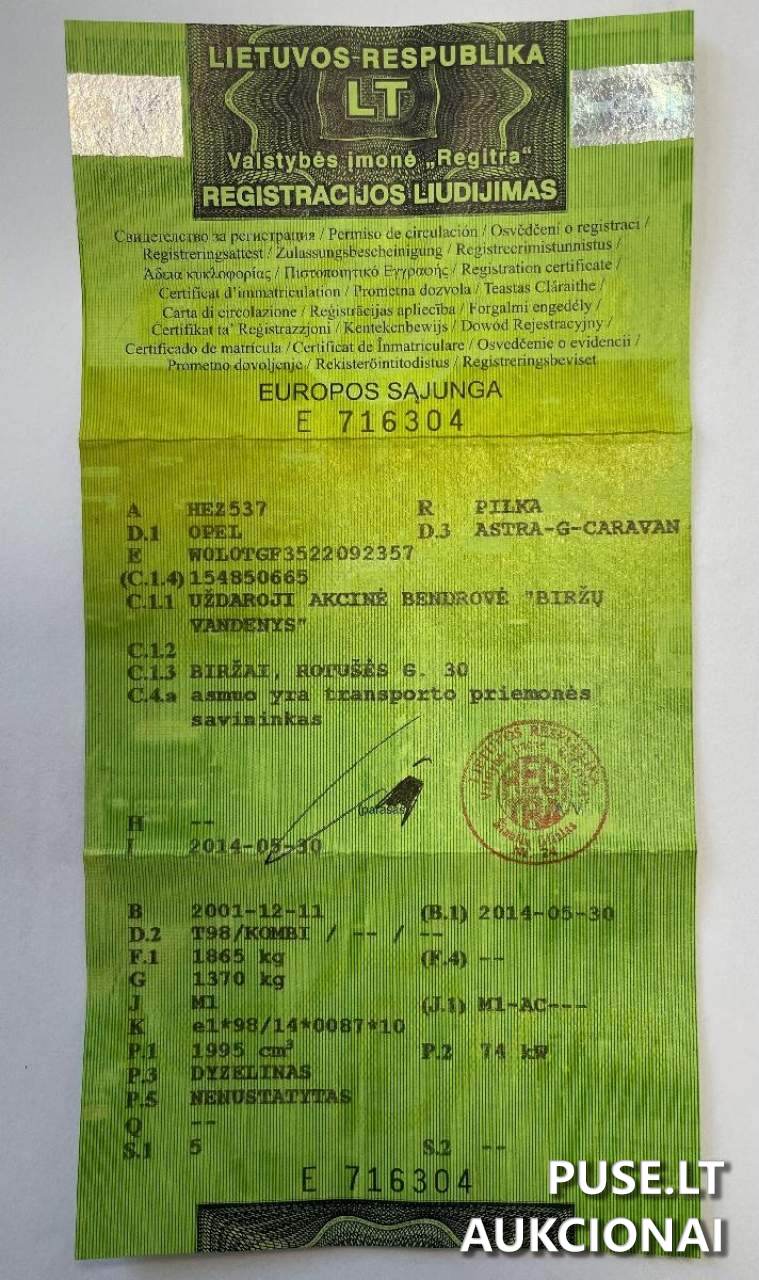 LIETUVOS RESPUBLIKA
LT
Valstybės įmonė „Regitra“
REGISTRACIJOS LIUDIJIMAS
Свидетелство за регистрация / Permiso de circulación / Osvědčení o registraci /
Registreringsattest / Zulassungsbescheinigung / Registreerimistunnistus /
Άδεια κυκλοφορίας / Πιστοποιητικό Εγγραφής / Registration certificate /
Certificat d'immatriculation / Prometna dozvola / Teastas Cláraithe /
Carta di circolazione / Reģistrācijas apliecība / Forgalmi engedély /
Ċertifikat ta' Reġistrazzjoni / Kentekenbewijs / Dowód Rejestracyjny /
Certificado de matrícula / Certificat de Înmatriculare / Osvedčenie o evidencii /
Prometno dovoljenje / Rekisteröintitodistus / Registreringsbeviset
EUROPOS SĄJUNGA
E 716304
A HEZ537 R PILKA
D.1 OPEL D.3 ASTRA-G-CARAVAN
E W0L0TGF3522092357
(C.1.4) 154850665
C.1.1 UŽDAROJI AKCINĖ BENDROVĖ "BIRŽŲ
VANDENYS"
C.1.2
C.1.3 BIRŽAI, ROTUŠĖS G. 30
C.4.a asmuo yra transporto priemonės
savininkas
(parašas)
H --
I 2014-05-30
B 2001-12-11 (B.1) 2014-05-30
D.2 T98/KOMBI / -- / --
F.1 1865 kg (F.4) --
G 1370 kg
J M1 (J.1) M1-AC---
K e1*98/14*0087*10
P.1 1995 cm³ P.2 74 kW
P.3 DYZELINAS
P.5 NENUSTATYTAS
Q --
S.1 5 S.2 --
E 716304
PUSE.LT
AUKCIONAI